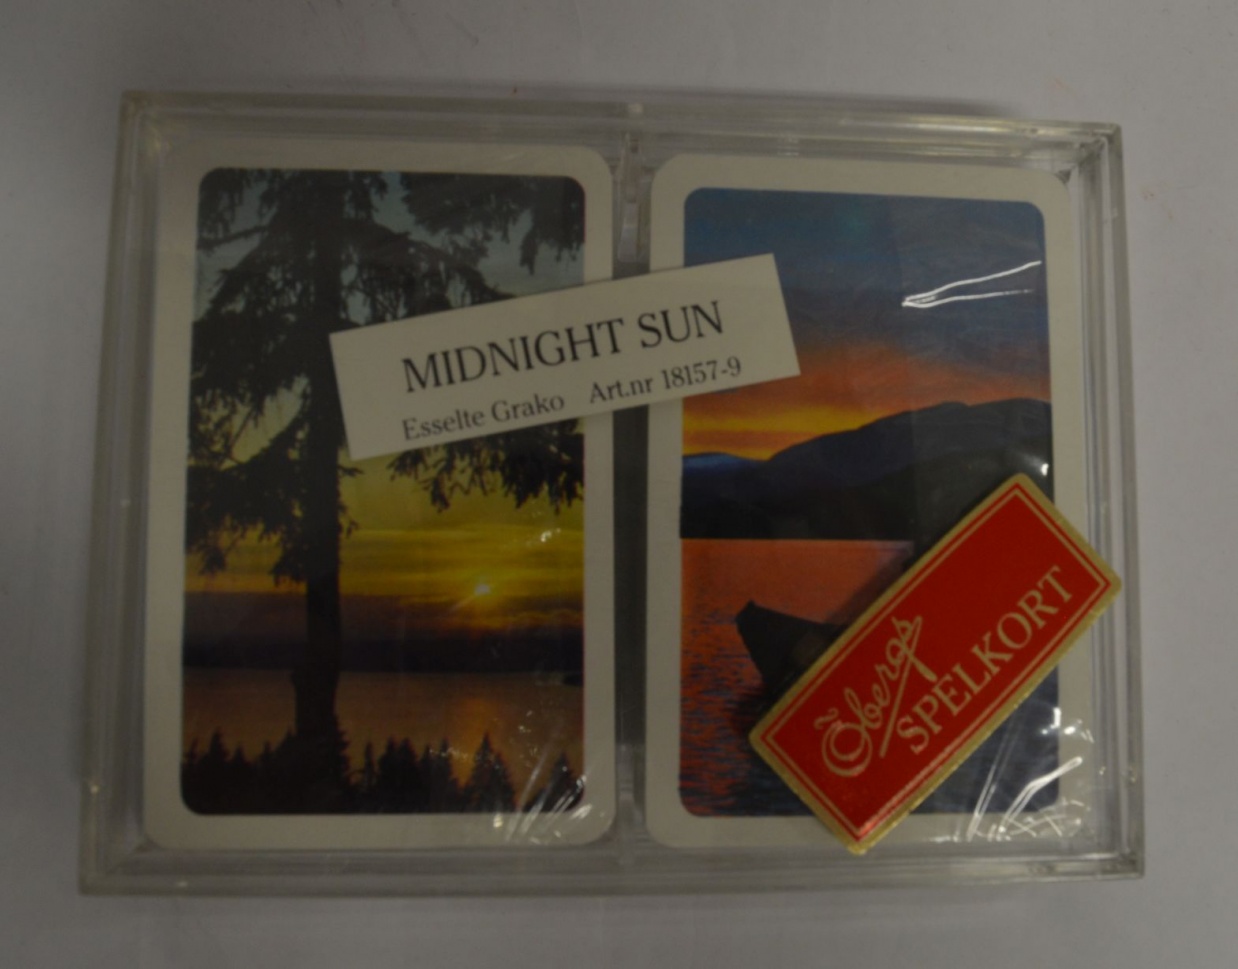 MIDNIGHT SUN
Esselte Grako Art.nr 18157-9
Öbergs
SPELKORT